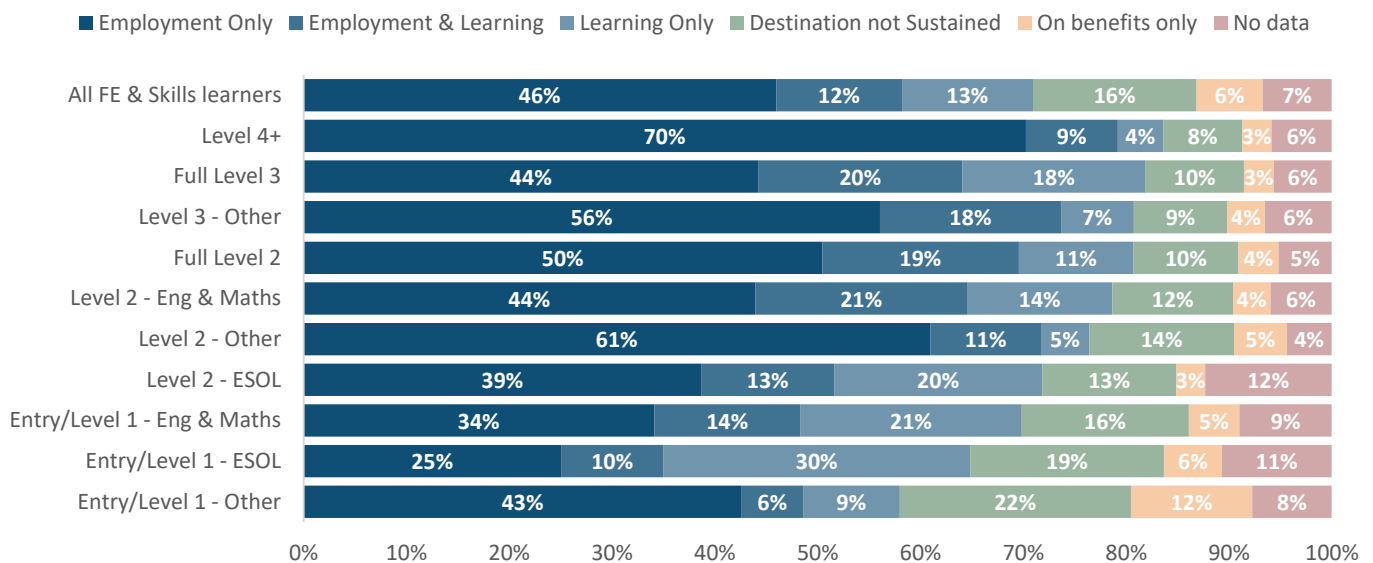 Employment Only Employment & Learning Learning Only Destination not Sustained On benefits only No data
All FE & Skills learners 46% 12% 13% 16% 6% 7%
Level 4+ 70% 9% 4% 8% 3% 6%
Full Level 3 44% 20% 18% 10% 3% 6%
Level 3 - Other 56% 18% 7% 9% 4% 6%
Full Level 2 50% 19% 11% 10% 4% 5%
Level 2 - Eng & Maths 44% 21% 14% 12% 4% 6%
Level 2 - Other 61% 11% 5% 14% 5% 4%
Level 2 - ESOL 39% 13% 20% 13% 3% 12%
Entry/Level 1 - Eng & Maths 34% 14% 21% 16% 5% 9%
Entry/Level 1 - ESOL 25% 10% 30% 19% 6% 11%
Entry/Level 1 - Other 43% 6% 9% 22% 12% 8%
0% 10% 20% 30% 40% 50% 60% 70% 80% 90% 100%